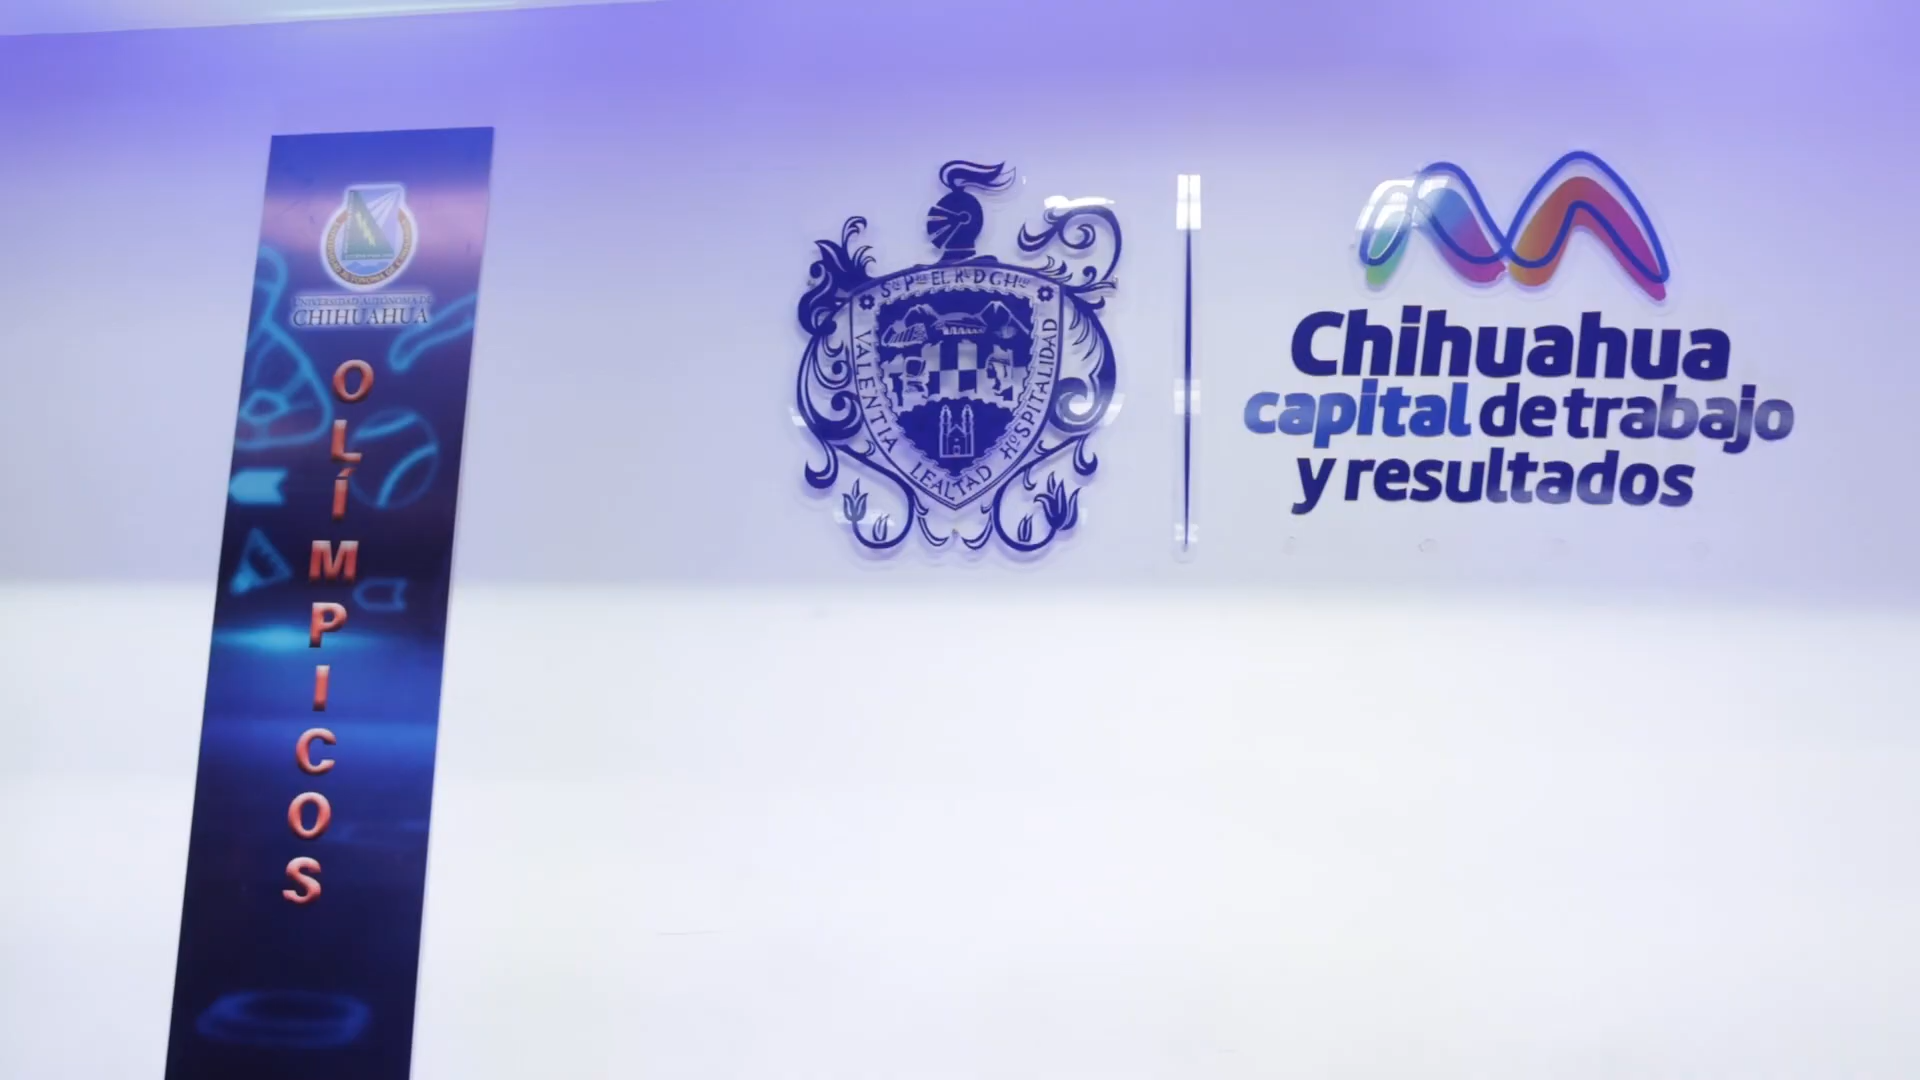 UNIVERSIDAD AUTÓNOMA DE
CHIHUAHUA
OLÍMPICOS
VALENTIA LEALTAD HOSPITALIDAD
Chihuahua
capital de trabajo
y resultados